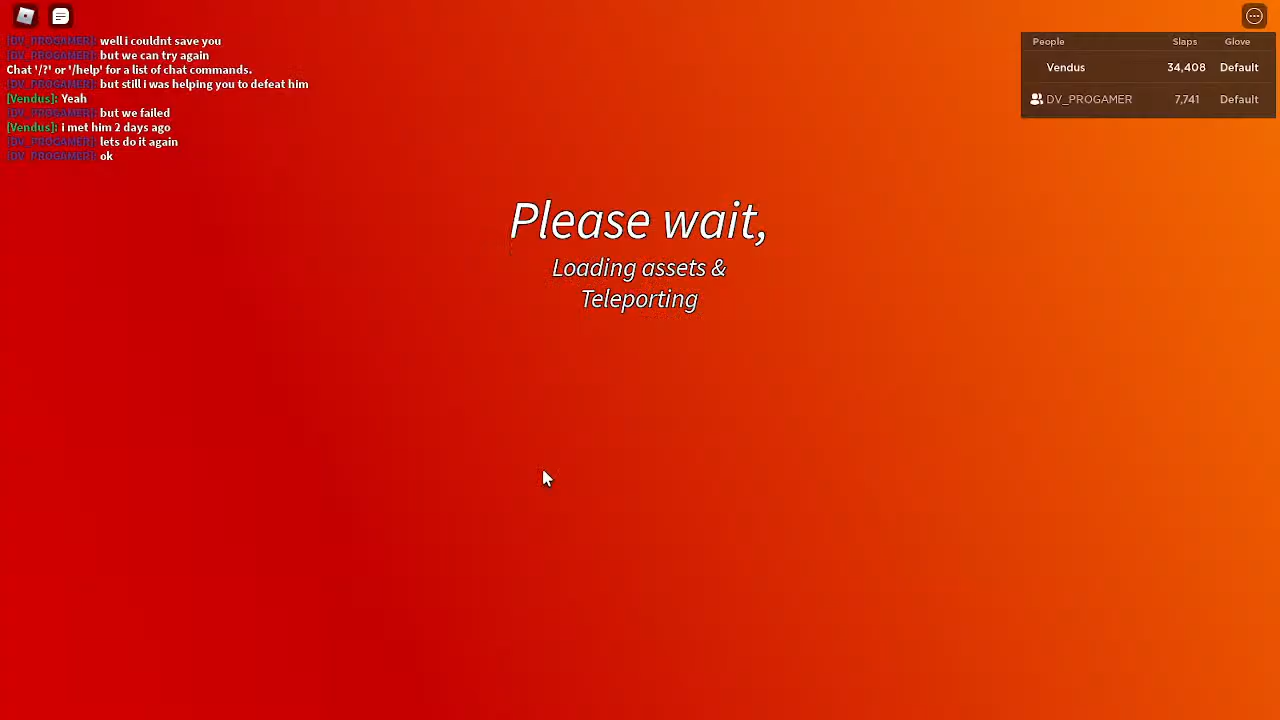 [DV_PROGAMER]: well i couldnt save you
[DV_PROGAMER]: but we can try again
Chat '/?' or '/help' for a list of chat commands.
[DV_PROGAMER]: but still i was helping you to defeat him
[Vendus]: Yeah
[DV_PROGAMER]: but we failed
[Vendus]: i met him 2 days ago
[DV_PROGAMER]: lets do it again
[DV_PROGAMER]: ok
People Slaps Glove
Vendus 34,408 Default
DV_PROGAMER 7,741 Default
Please wait,
Loading assets &
Teleporting